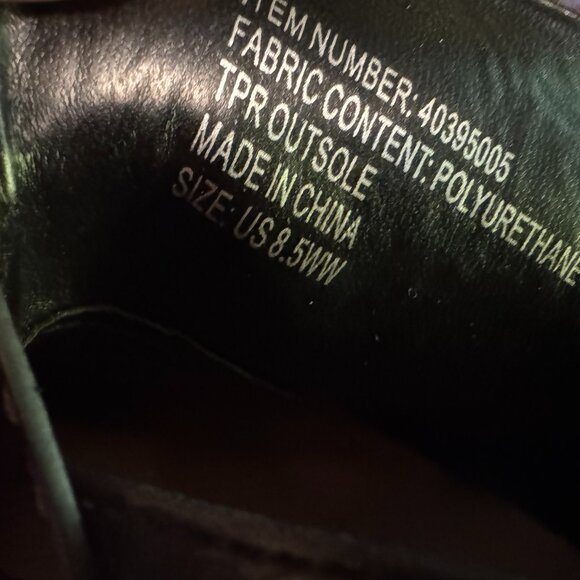 ITEM NUMBER: 40395005
FABRIC CONTENT: POLYURETHANE
TPR OUTSOLE
MADE IN CHINA
SIZE: US 8.5WW